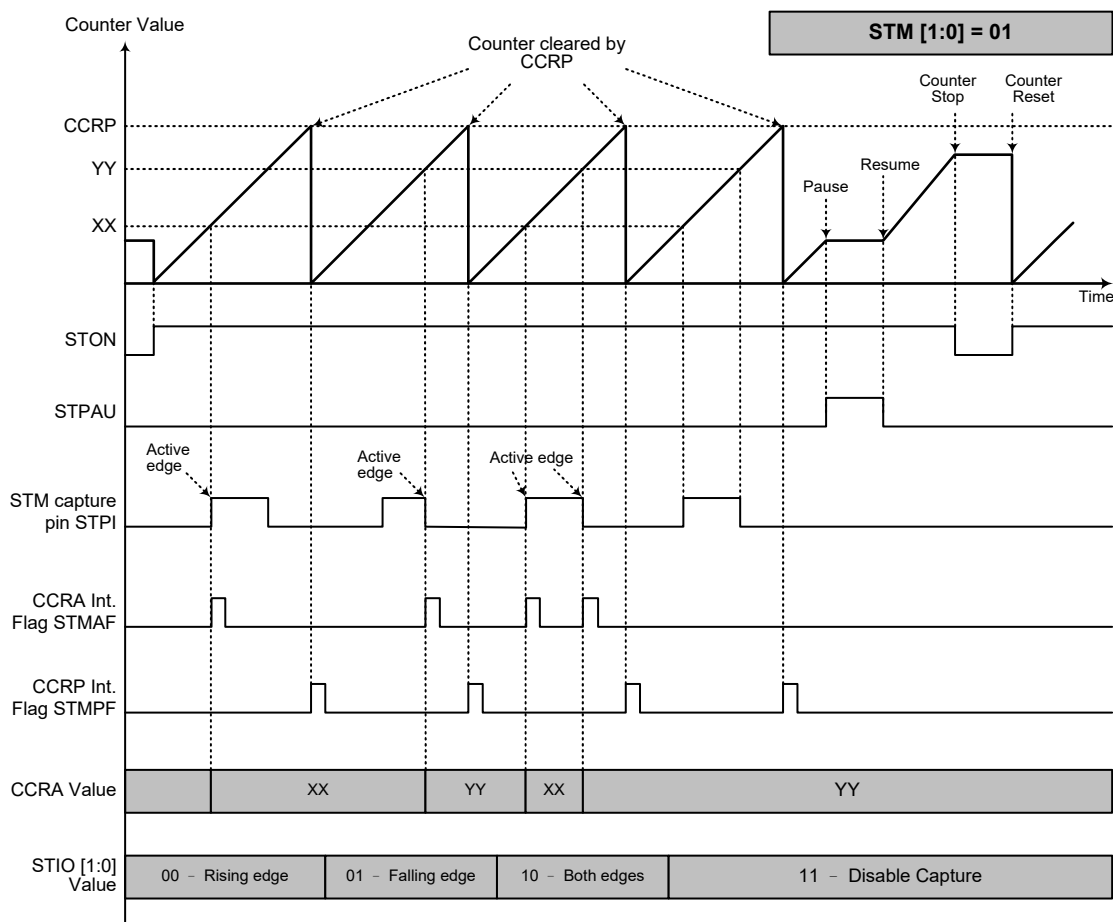 Counter Value
STM [1:0] = 01
Counter cleared by
CCRP
Counter
Stop
Counter
Reset
CCRP
YY
Pause
Resume
XX
Time
STON
STPAU
Active
edge
Active
edge
Active edge
STM capture
pin STPI
CCRA Int.
Flag STMAF
CCRP Int.
Flag STMPF
CCRA Value
XX
YY
XX
YY
STIO [1:0]
Value
00 – Rising edge
01 – Falling edge
10 – Both edges
11 – Disable Capture